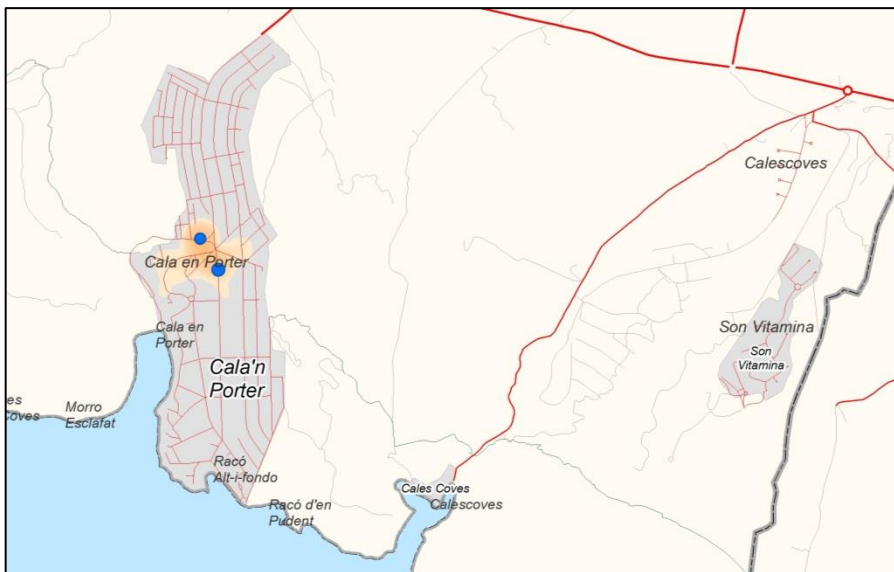 Calescoves
Cala en Porter
Cala en
Porter
Son Vitamina
Son
Vitamina
Cala'n
Porter
es
Coves
Morro
Esclafat
Racó
Alt-i-fondo
Cales Coves
Calescoves
Racó d'en
Pudent